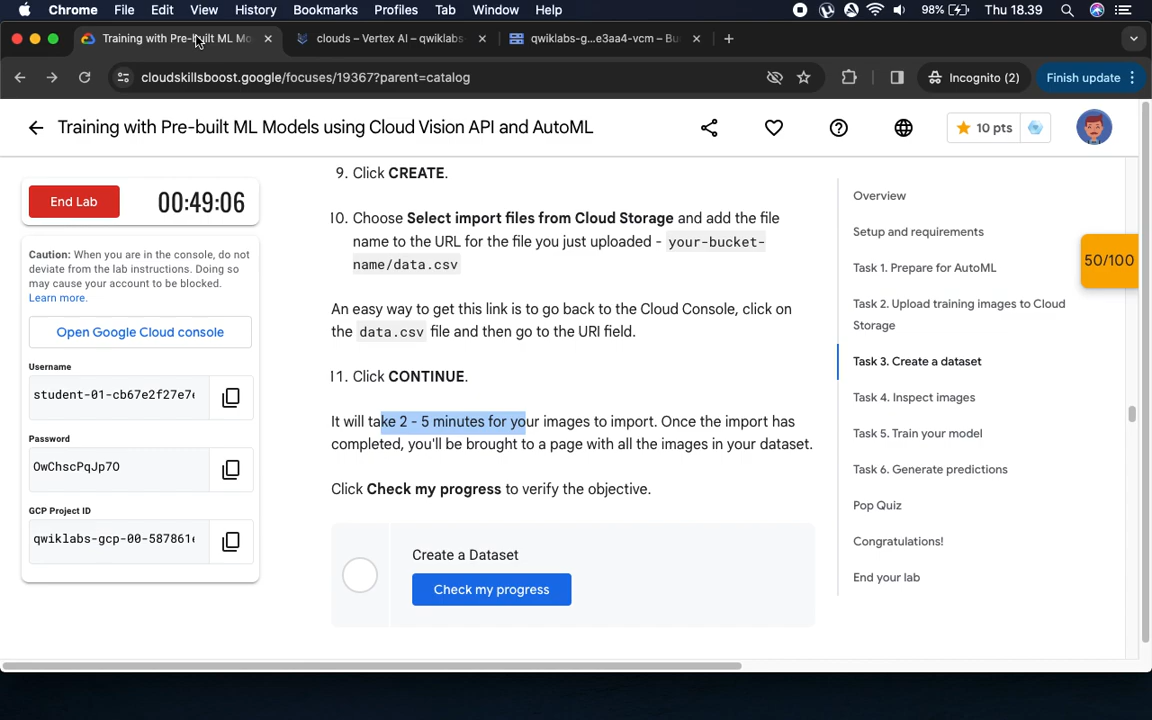 Chrome File Edit View History Bookmarks Profiles Tab Window Help 98% Thu 18.39
Training with Pre-built ML Mo
clouds – Vertex AI – qwiklabs-
qwiklabs-g...e3aa4-vcm – Bu
cloudskillsboost.google/focuses/19367?parent=catalog
Incognito (2)
Finish update
Training with Pre-built ML Models using Cloud Vision API and AutoML
10 pts
End Lab
00:49:06
Caution: When you are in the console, do not
deviate from the lab instructions. Doing so
may cause your account to be blocked.
Learn more.
Open Google Cloud console
Username
student-01-cb67e2f27e7
Password
OwChscPqJp7O
GCP Project ID
qwiklabs-gcp-00-587861
9. Click CREATE.
10. Choose Select import files from Cloud Storage and add the file
name to the URL for the file you just uploaded - your-bucket-
name/data.csv
An easy way to get this link is to go back to the Cloud Console, click on
the data.csv file and then go to the URI field.
11. Click CONTINUE.
It will take 2 - 5 minutes for your images to import. Once the import has
completed, you'll be brought to a page with all the images in your dataset.
Click Check my progress to verify the objective.
Create a Dataset
Check my progress
Overview
Setup and requirements
Task 1. Prepare for AutoML
Task 2. Upload training images to Cloud
Storage
Task 3. Create a dataset
Task 4. Inspect images
Task 5. Train your model
Task 6. Generate predictions
Pop Quiz
Congratulations!
End your lab
50/100